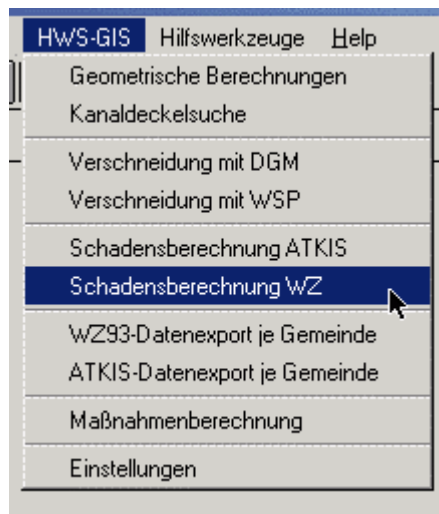 HWS-GIS Hilfswerkzeuge Help
Geometrische Berechnungen
Kanaldeckelsuche
Verschneidung mit DGM
Verschneidung mit WSP
Schadensberechnung ATKIS
Schadensberechnung WZ
WZ93-Datenexport je Gemeinde
ATKIS-Datenexport je Gemeinde
Maßnahmenberechnung
Einstellungen